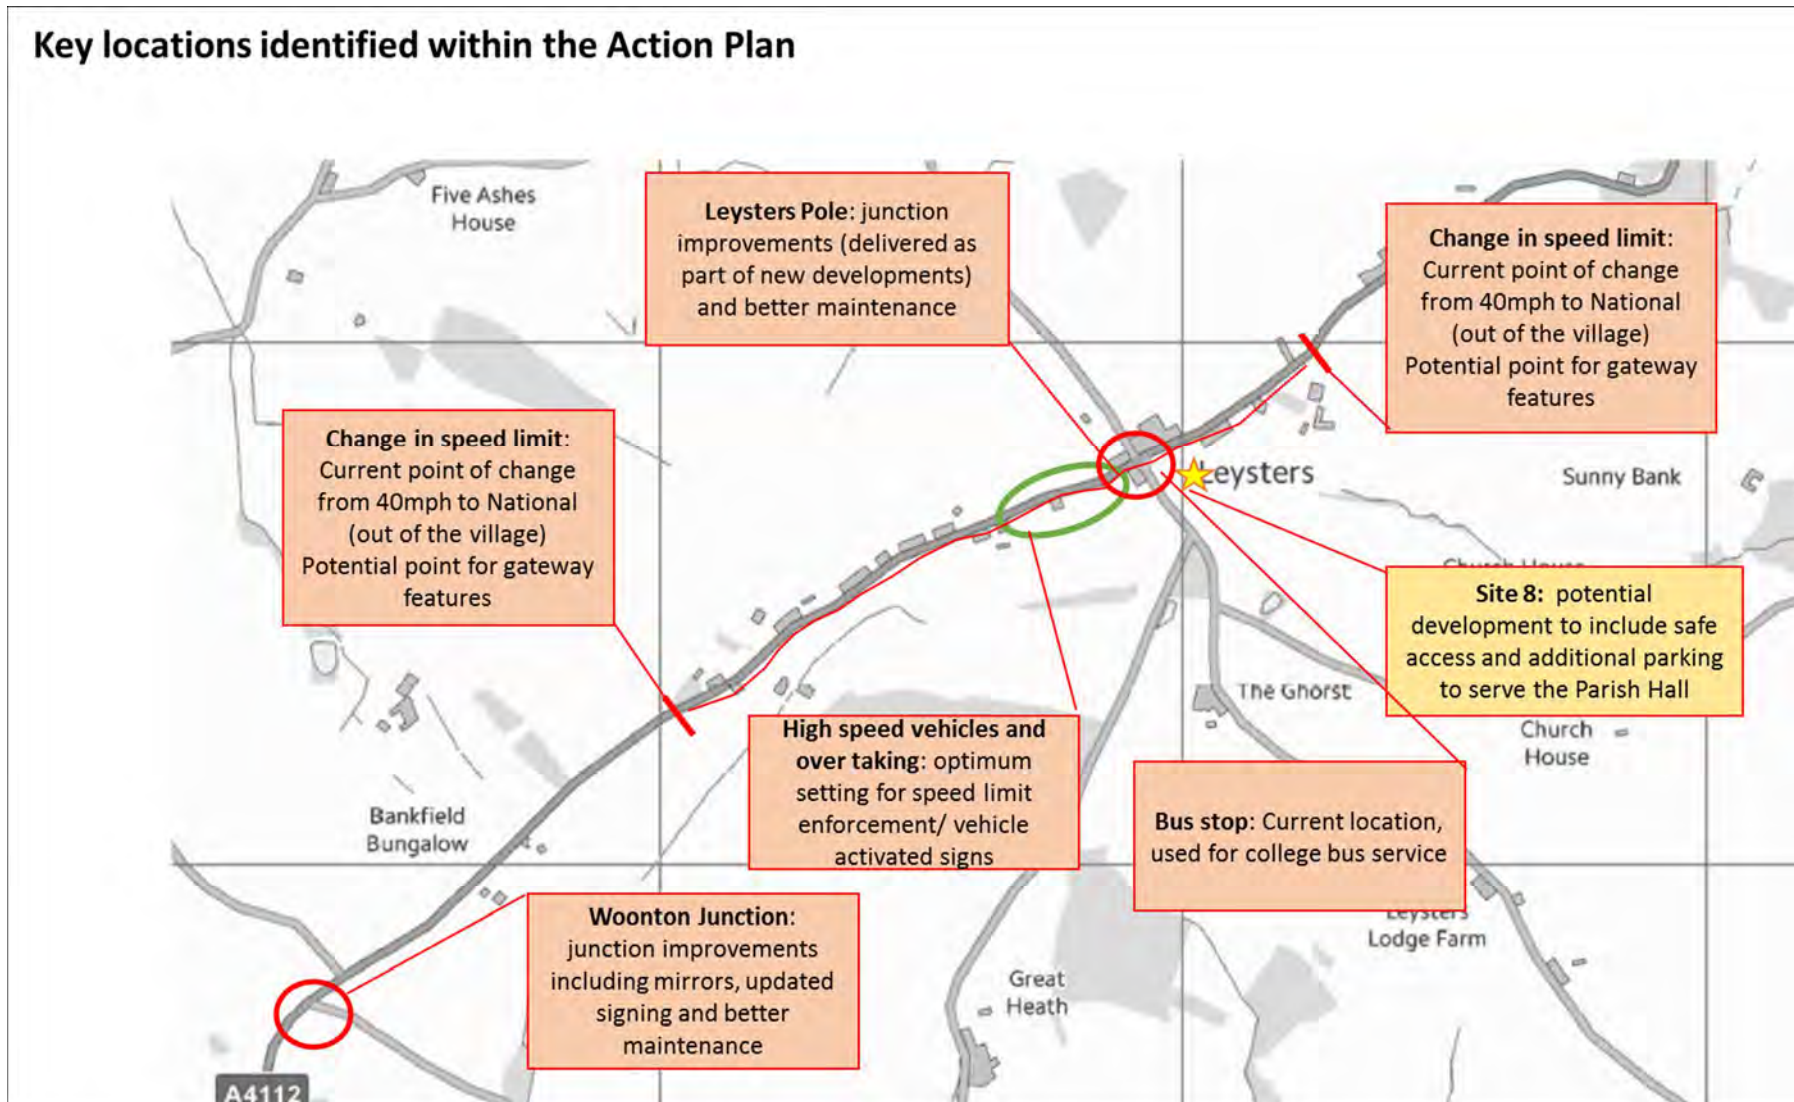 Key locations identified within the Action Plan
Five Ashes
House
Leysters Pole: junction
improvements (delivered as
part of new developments)
and better maintenance
Change in speed limit:
Current point of change
from 40mph to National
(out of the village)
Potential point for gateway
features
Change in speed limit:
Current point of change
from 40mph to National
(out of the village)
Potential point for gateway
features
Leysters
Sunny Bank
Church House
Site 8: potential
development to include safe
access and additional parking
to serve the Parish Hall
The Ghorst
Church
House
High speed vehicles and
over taking: optimum
setting for speed limit
enforcement/ vehicle
activated signs
Bus stop: Current location,
used for college bus service
Bankfield
Bungalow
Woonton Junction:
junction improvements
including mirrors, updated
signing and better
maintenance
Leysters
Lodge Farm
Great
Heath
A4112